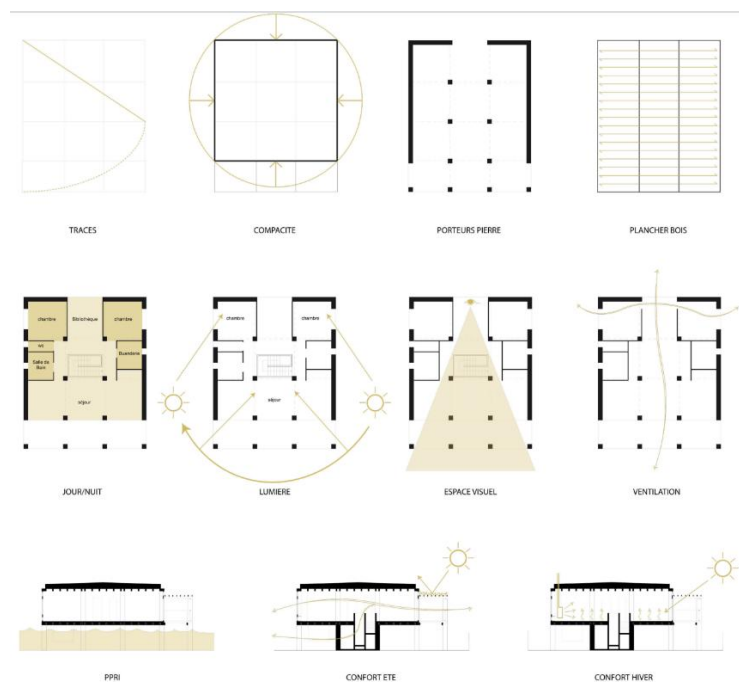 TRACES
COMPACITE
PORTEURS PIERRE
PLANCHER BOIS
chambre
Bibliothèque
chambre
wc
Salle de
Bain
Buanderie
séjour
chambre
chambre
séjour
JOUR/NUIT
LUMIERE
ESPACE VISUEL
VENTILATION
PPRI
CONFORT ETE
CONFORT HIVER